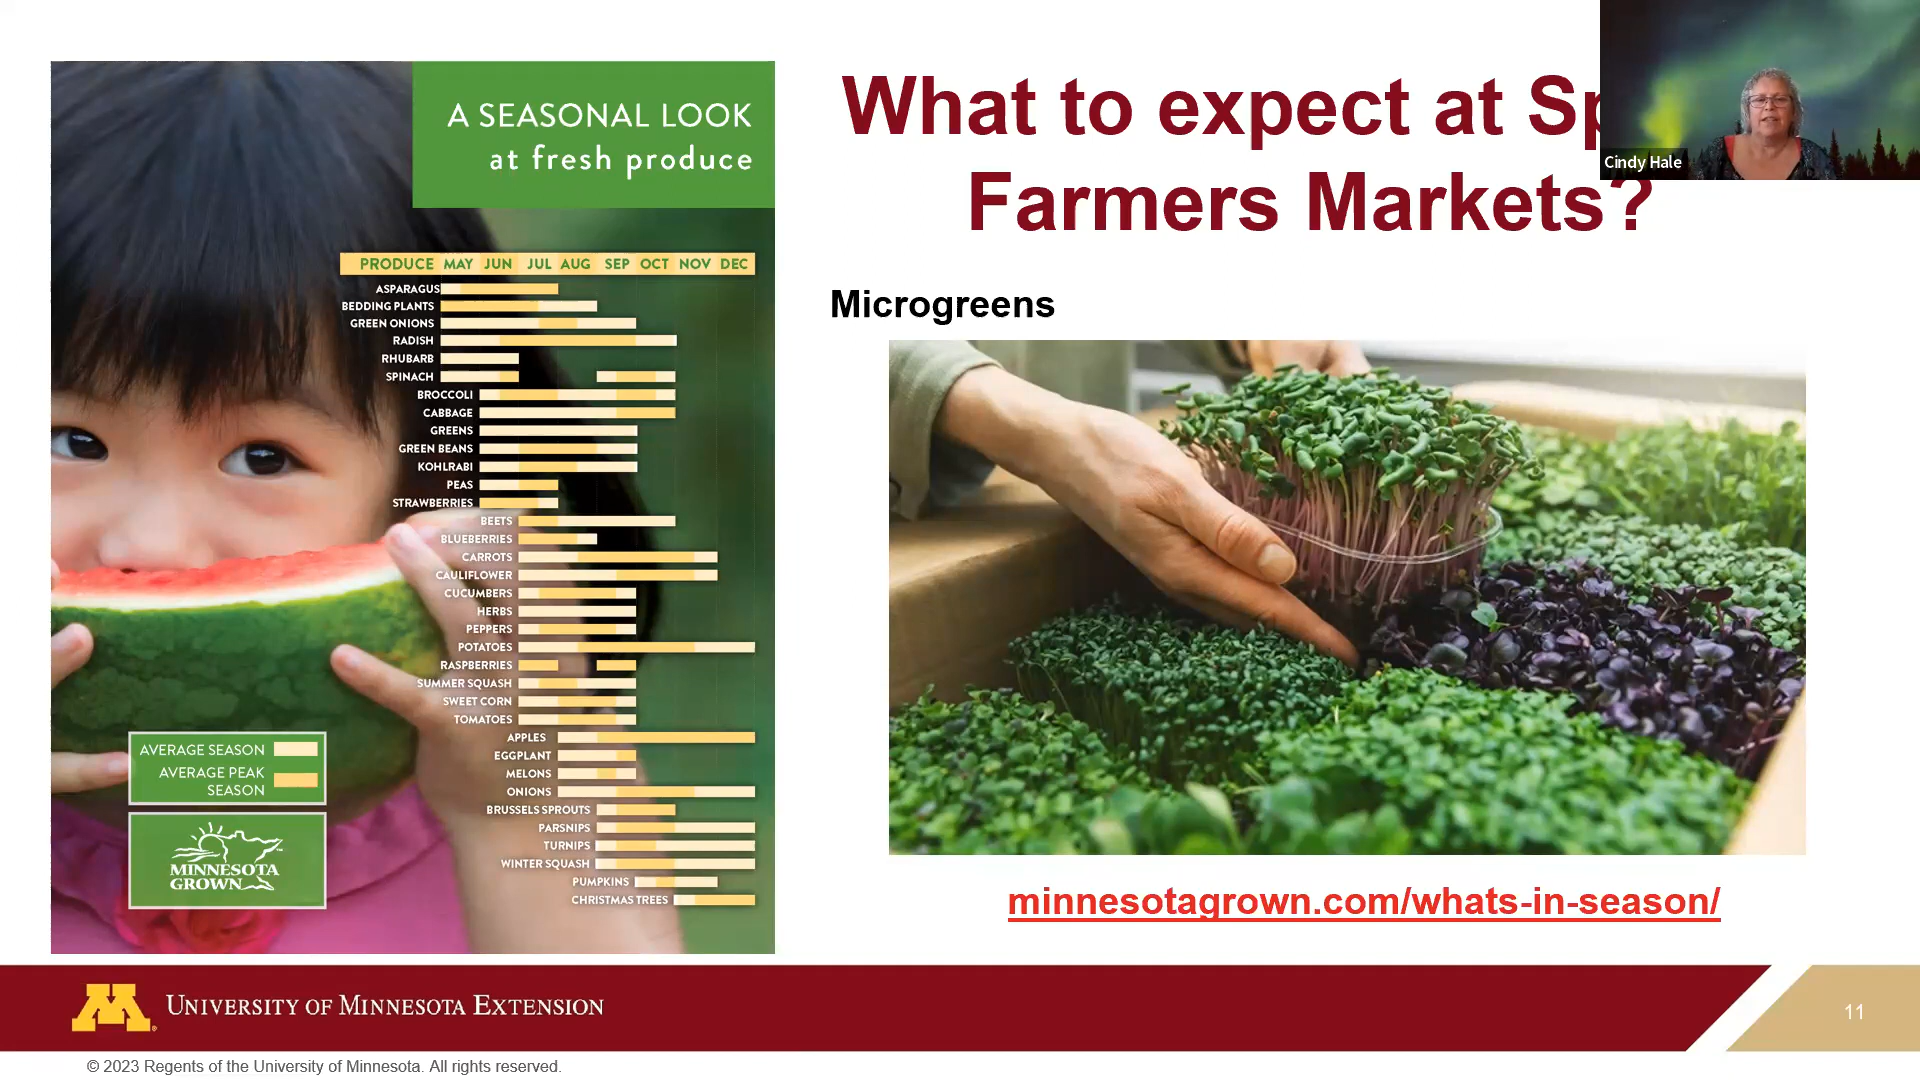 A SEASONAL LOOK
at fresh produce
PRODUCE MAY JUN JUL AUG SEP OCT NOV DEC
ASPARAGUS
BEDDING PLANTS
GREEN ONIONS
RADISH
RHUBARB
SPINACH
BROCCOLI
CABBAGE
GREENS
GREEN BEANS
KOHLRABI
PEAS
STRAWBERRIES
BEETS
BLUEBERRIES
CARROTS
CAULIFLOWER
CUCUMBERS
HERBS
PEPPERS
POTATOES
RASPBERRIES
SUMMER SQUASH
SWEET CORN
TOMATOES
APPLES
EGGPLANT
MELONS
ONIONS
BRUSSELS SPROUTS
PARSNIPS
TURNIPS
WINTER SQUASH
PUMPKINS
CHRISTMAS TREES
AVERAGE SEASON
AVERAGE PEAK
SEASON
MINNESOTA
GROWN
What to expect at
Farmers Markets?
Cindy Hale
Microgreens
minnesotagrown.com/whats-in-season/
UNIVERSITY OF MINNESOTA EXTENSION
11
© 2023 Regents of the University of Minnesota. All rights reserved.